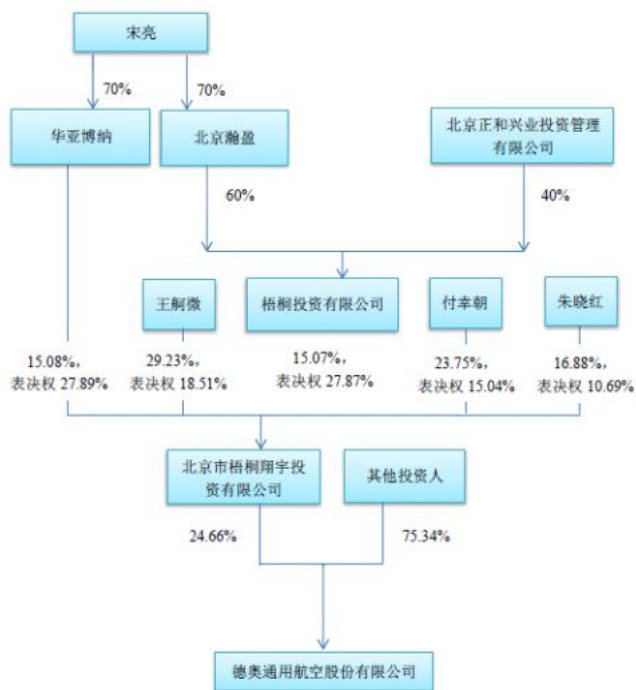 宋亮
70%
70%
华亚博纳
北京瀚盈
北京正和兴业投资管理
有限公司
60%
40%
王舸微
梧桐投资有限公司
付幸朝
朱晓红
15.08%，
表决权 27.89%
29.23%，
表决权 18.51%
15.07%，
表决权 27.87%
23.75%，
表决权 15.04%
16.88%，
表决权 10.69%
北京市梧桐翔宇投
资有限公司
其他投资人
24.66%
75.34%
德奥通用航空股份有限公司